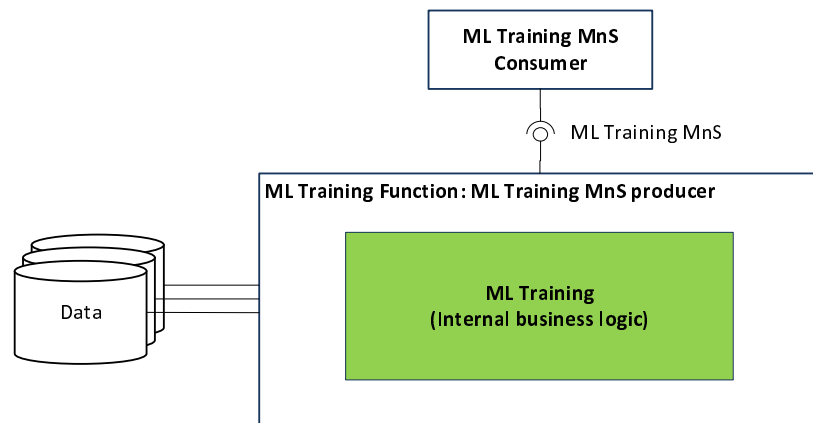 ML Training MnS
Consumer
ML Training MnS
ML Training Function: ML Training MnS producer
ML Training
(Internal business logic)
Data